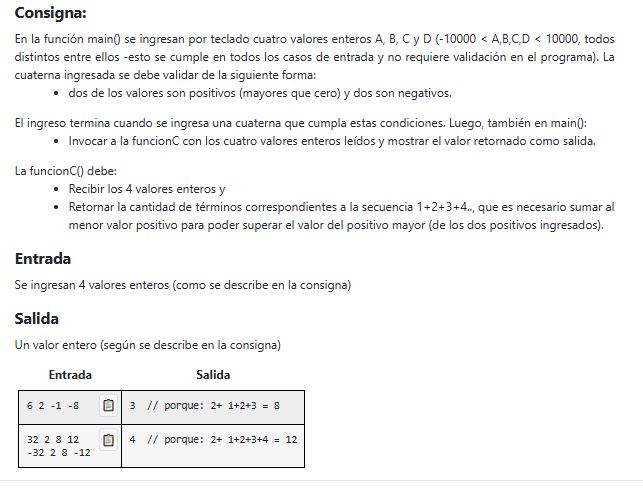 Consigna:
En la función main() se ingresan por teclado cuatro valores enteros A, B, C y D (-10000 < A,B,C,D < 10000, todos
distintos entre ellos -esto se cumple en todos los casos de entrada y no requiere validación en el programa). La
cuaterna ingresada se debe validar de la siguiente forma:
• dos de los valores son positivos (mayores que cero) y dos son negativos.
El ingreso termina cuando se ingresa una cuaterna que cumpla estas condiciones. Luego, también en main():
• Invocar a la funcionC con los cuatro valores enteros leídos y mostrar el valor retornado como salida.
La funcionC() debe:
• Recibir los 4 valores enteros y
• Retornar la cantidad de términos correspondientes a la secuencia 1+2+3+4.., que es necesario sumar al
menor valor positivo para poder superar el valor del positivo mayor (de los dos positivos ingresados).
Entrada
Se ingresan 4 valores enteros (como se describe en la consigna)
Salida
Un valor entero (según se describe en la consigna)
Entrada Salida
6 2 -1 -8 3 // porque: 2+ 1+2+3 = 8
32 2 8 12 4 // porque: 2+ 1+2+3+4 = 12
-32 2 8 -12